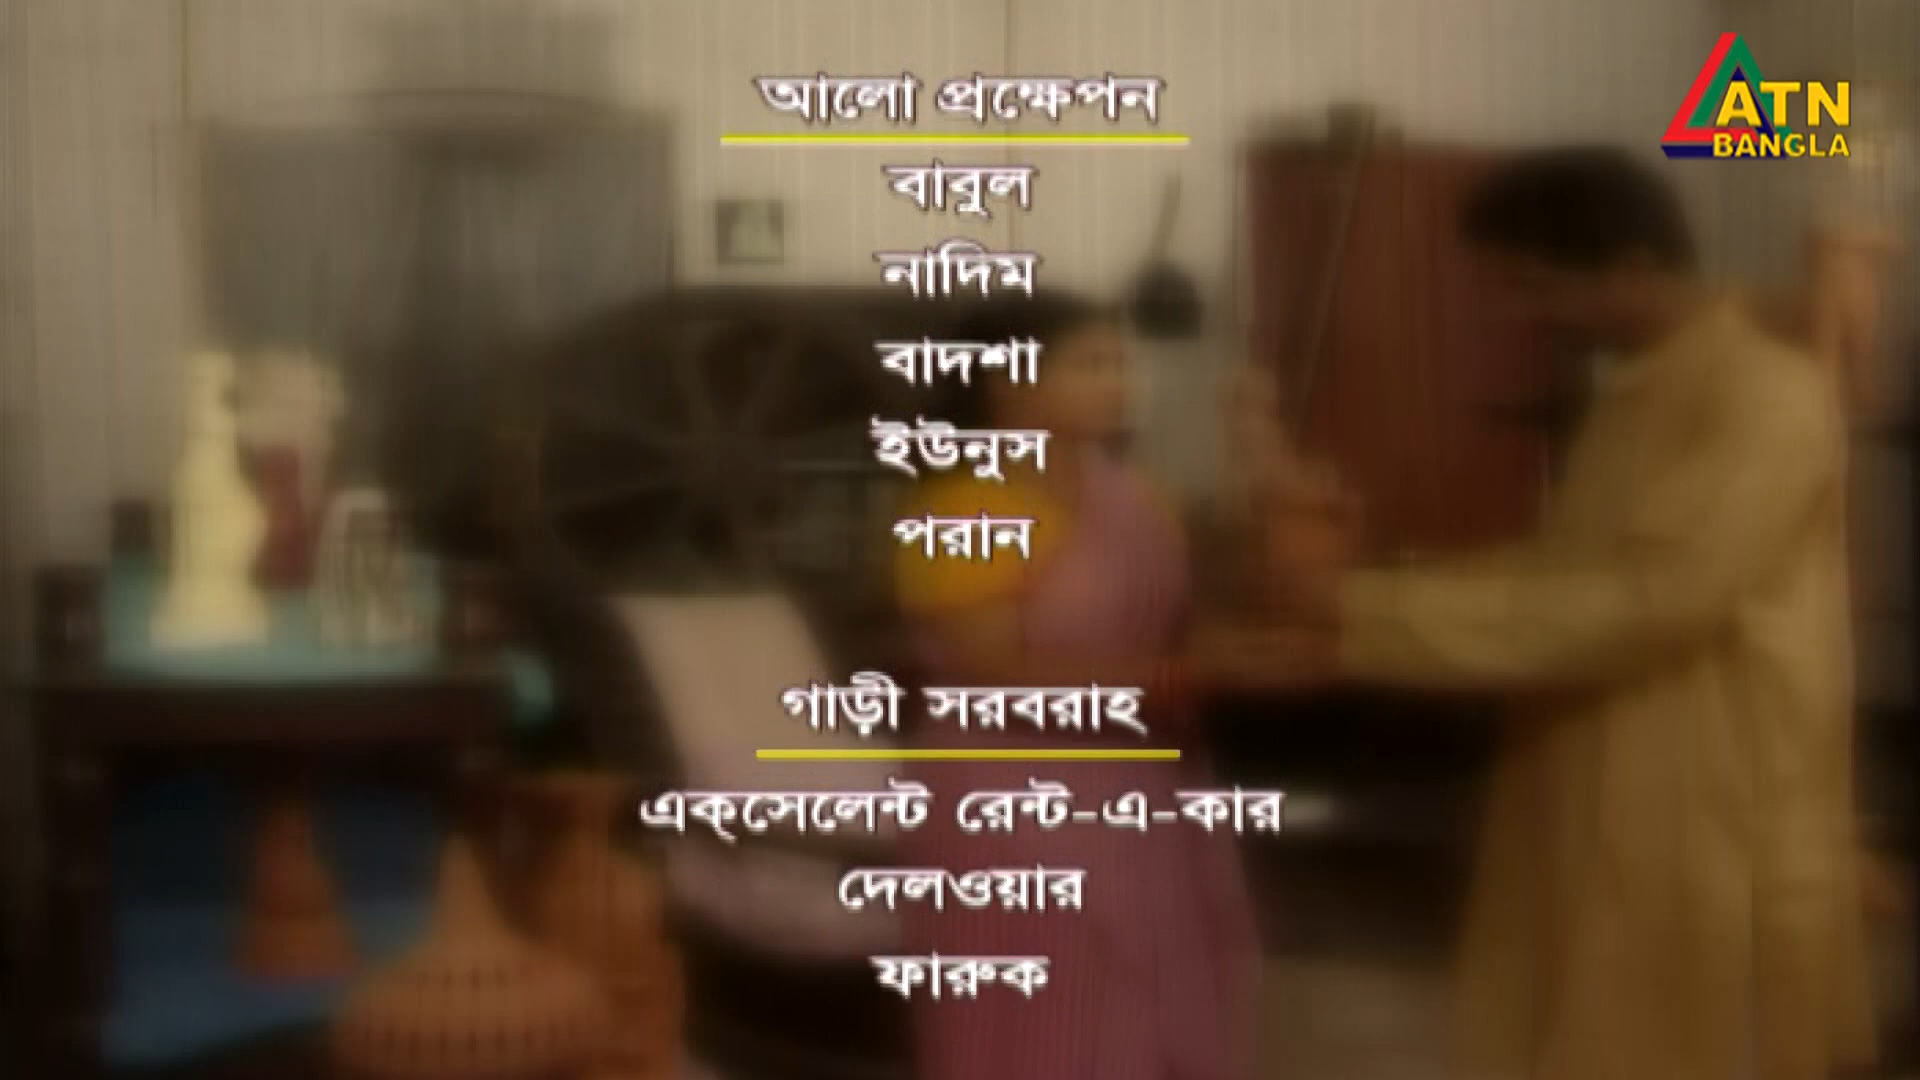 ATN
BANGLA
আলো প্রক্ষেপন
বাবুল
নাদিম
বাদশা
ইউনুস
পরান
গাড়ী সরবরাহ
এক্সেলেন্ট রেন্ট-এ-কার
দেলওয়ার
ফারুক